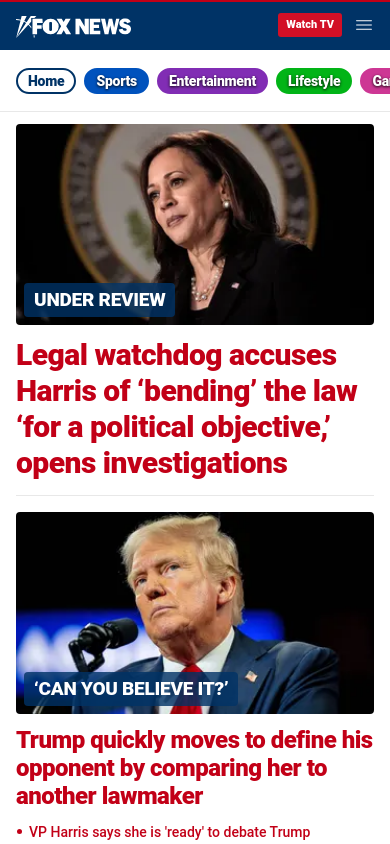 FOX NEWS
Watch TV
Home Sports Entertainment Lifestyle Ga
UNDER REVIEW
Legal watchdog accuses
Harris of ‘bending’ the law
‘for a political objective,’
opens investigations
‘CAN YOU BELIEVE IT?’
Trump quickly moves to define his
opponent by comparing her to
another lawmaker
• VP Harris says she is 'ready' to debate Trump